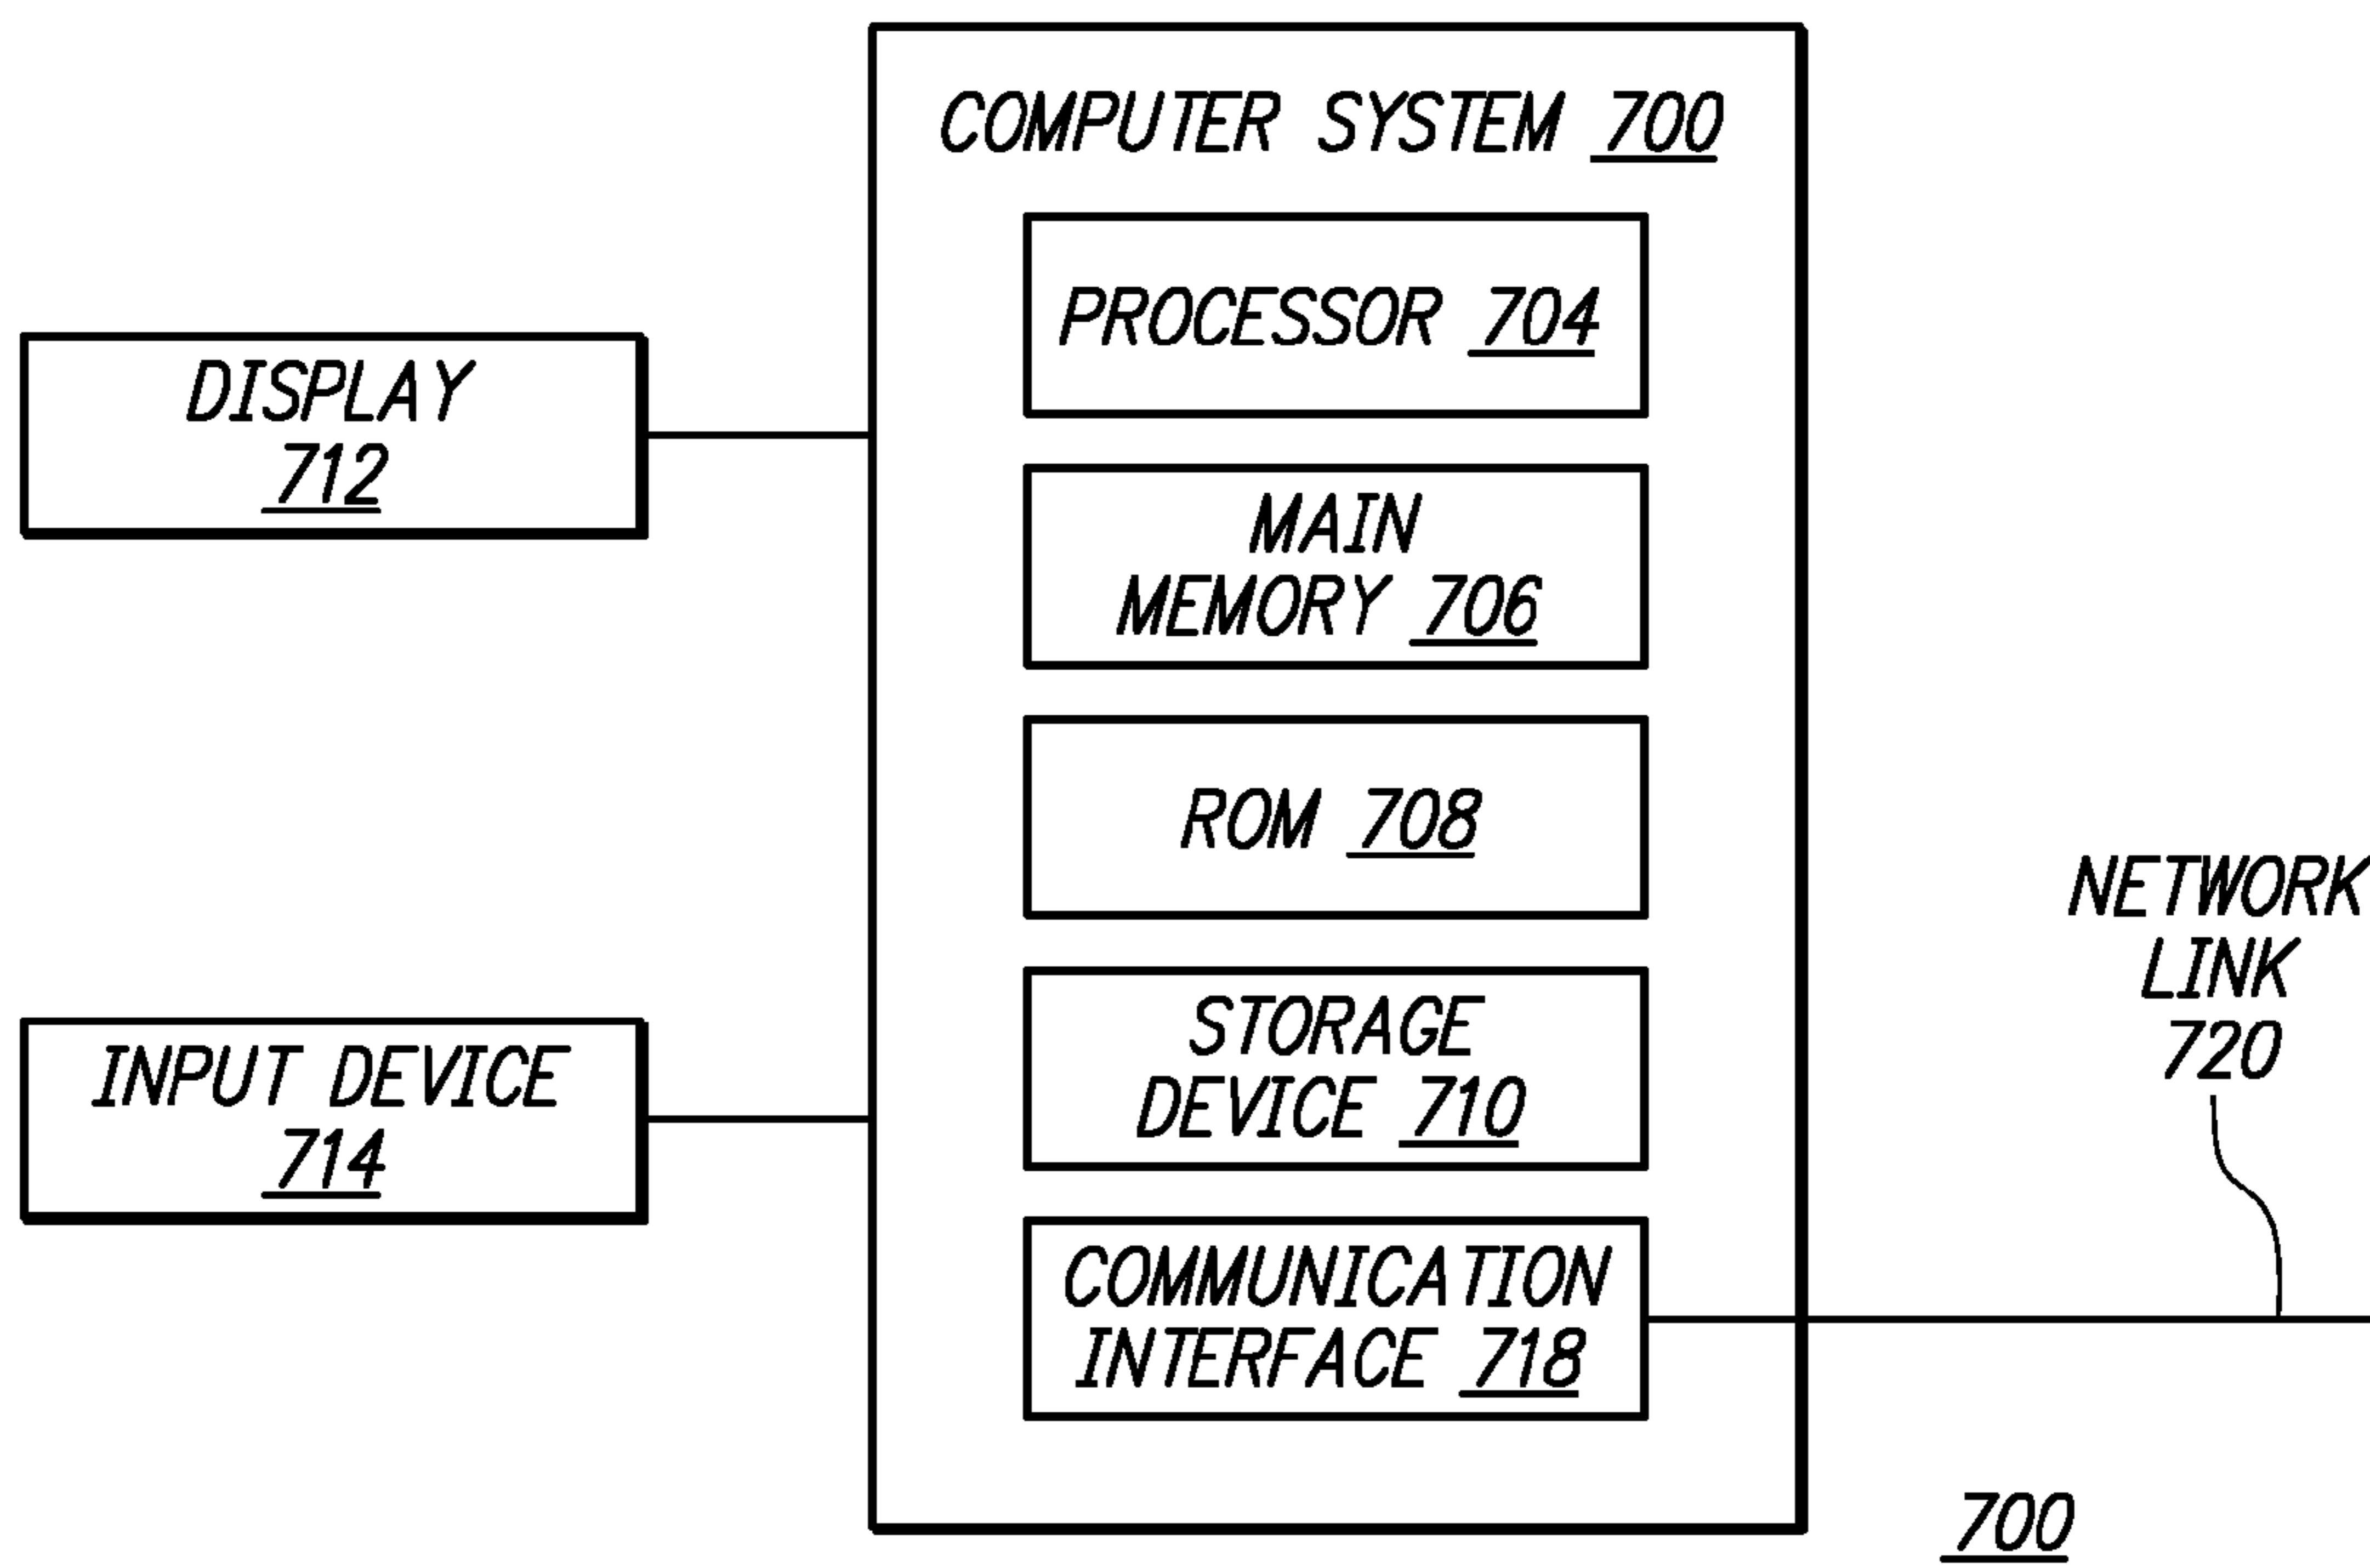 COMPUTER SYSTEM 700
PROCESSOR 704
DISPLAY
712
MAIN
MEMORY 706
ROM 708
NETWORK
LINK
720
STORAGE
DEVICE 710
INPUT DEVICE
714
COMMUNICATION
INTERFACE 718
700